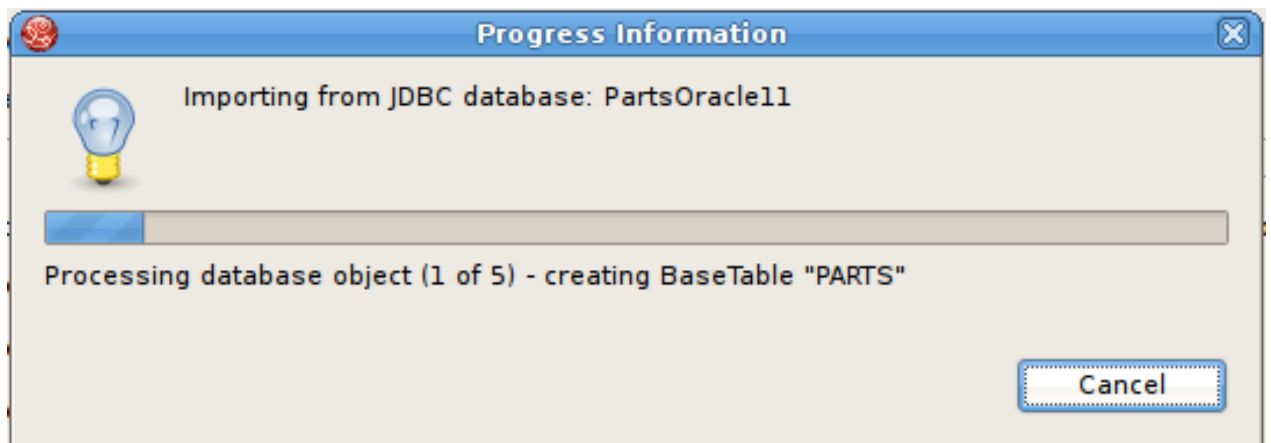 Progress Information
Importing from JDBC database: PartsOracle11
Processing database object (1 of 5) - creating BaseTable "PARTS"
Cancel